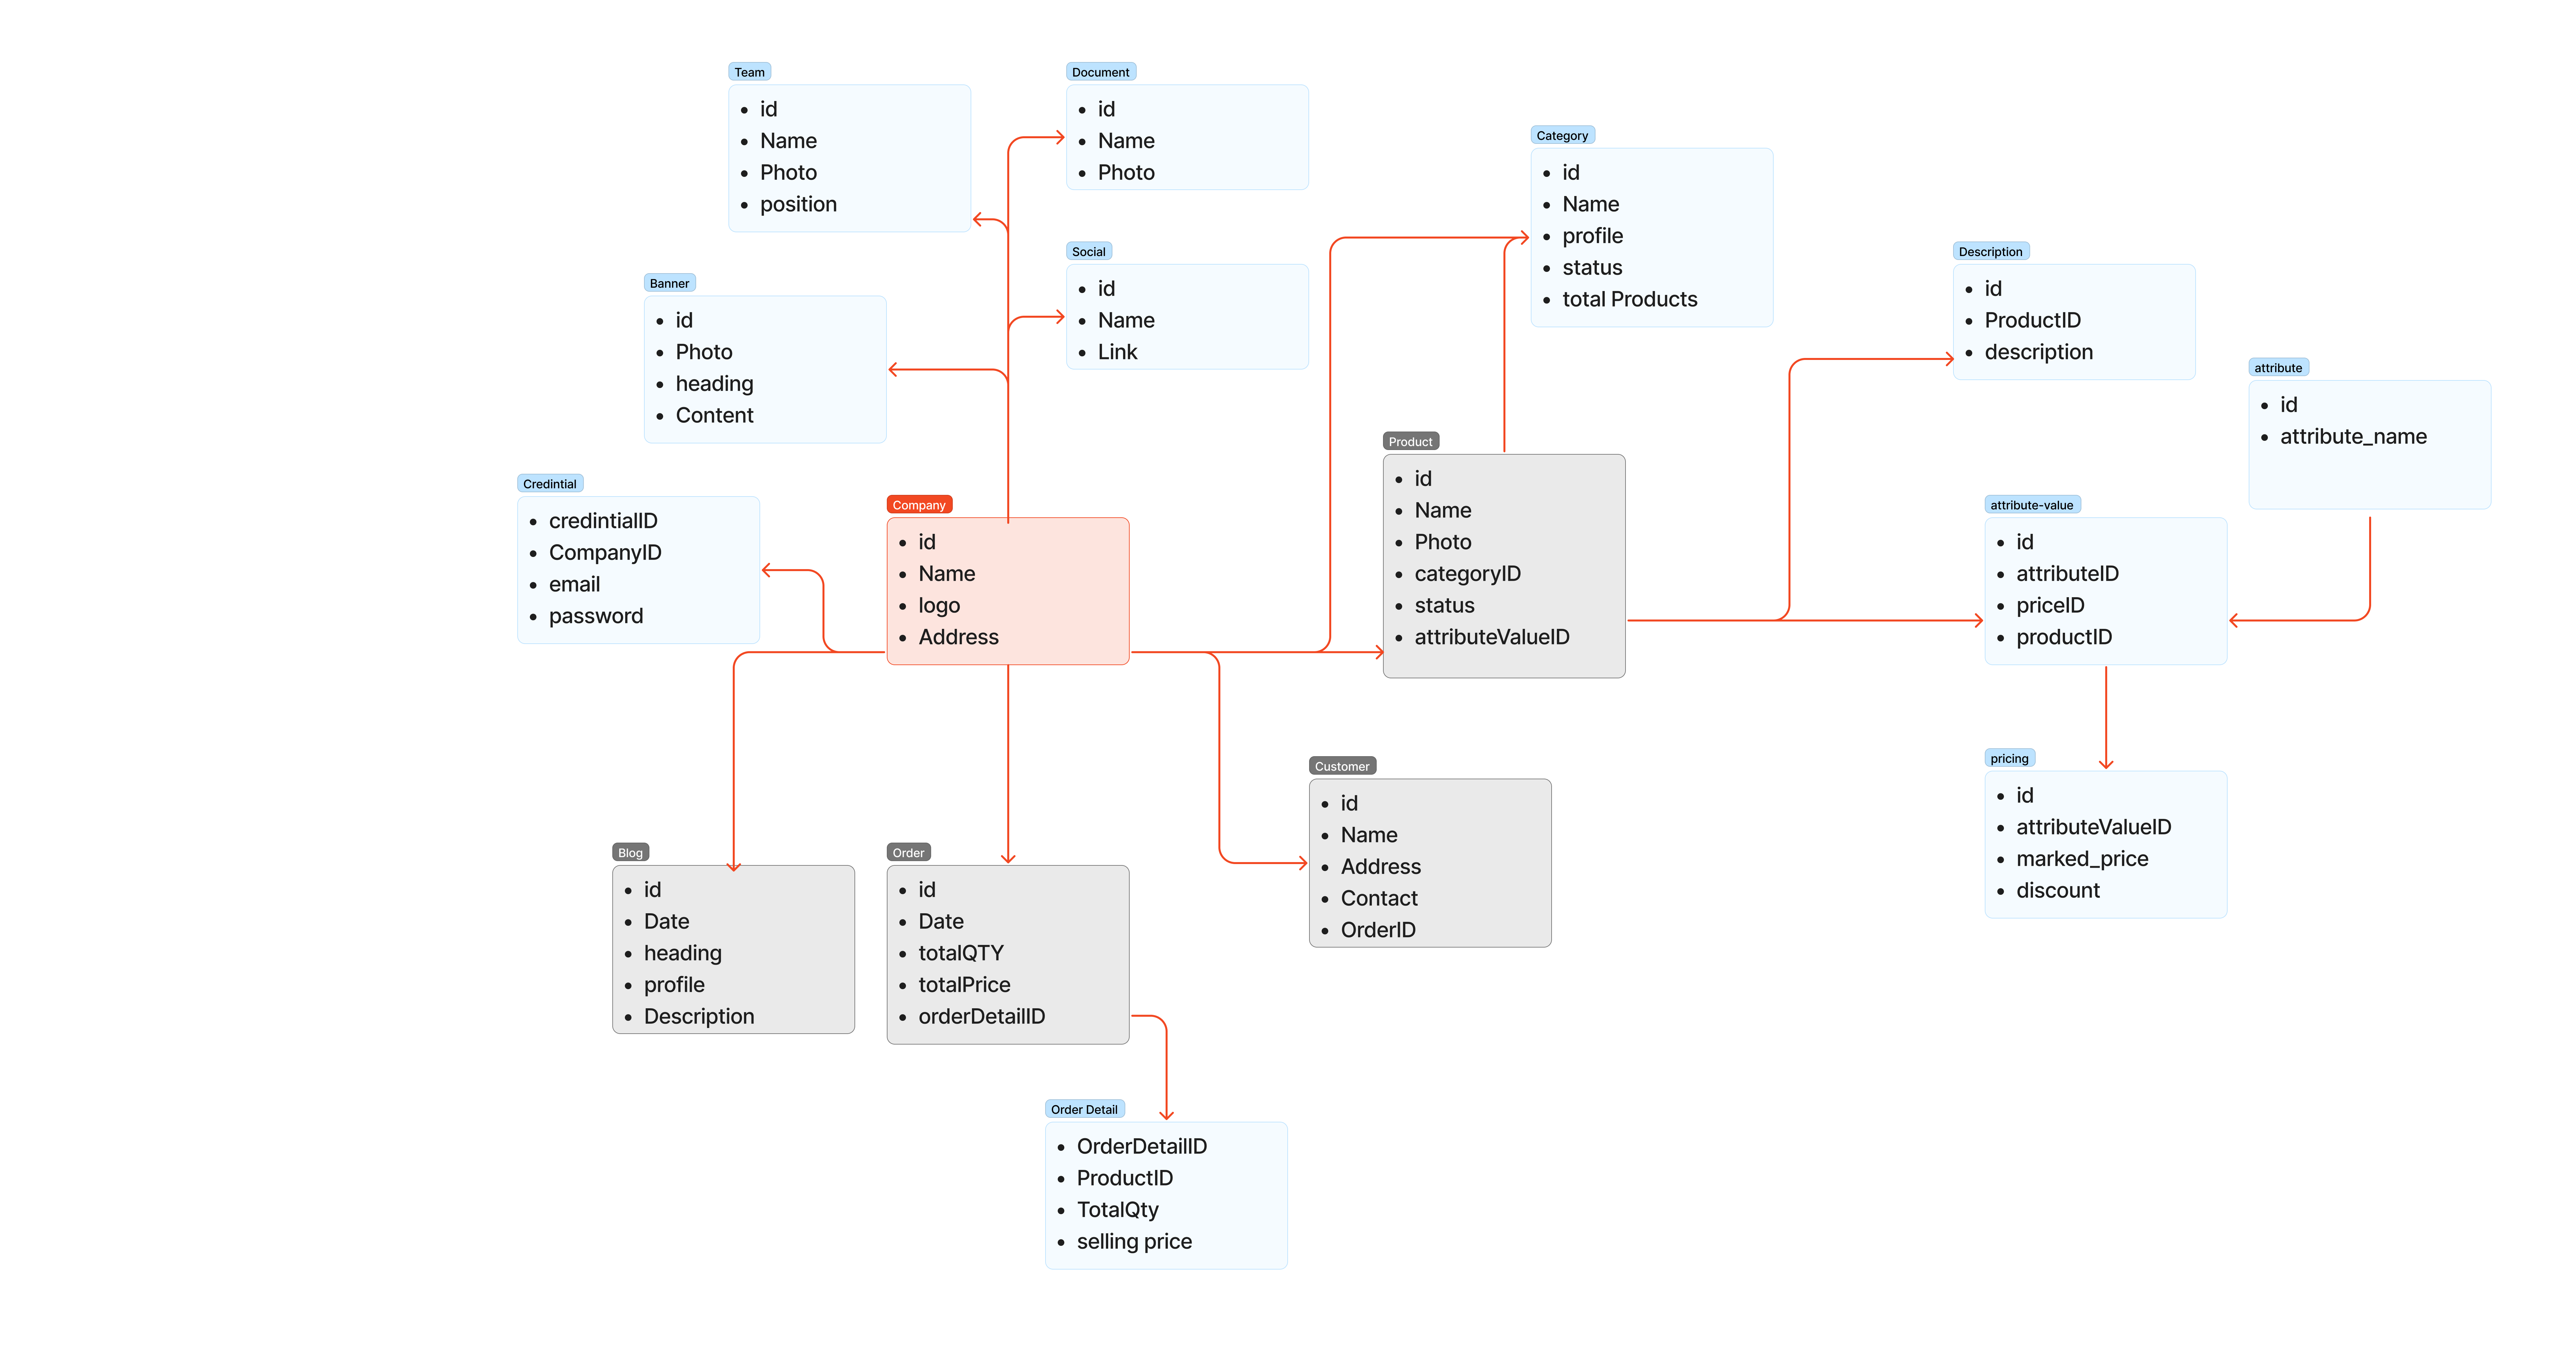 Team
• id
• Name
• Photo
• position
Document
• id
• Name
• Photo
Category
• id
• Name
• profile
• status
• total Products
Social
• id
• Name
• Link
Description
• id
• ProductID
• description
Banner
• id
• Photo
• heading
• Content
attribute
• id
• attribute_name
Product
• id
• Name
• Photo
• categoryID
• status
• attributeValueID
Credintial
• credintialID
• CompanyID
• email
• password
Company
• id
• Name
• logo
• Address
attribute-value
• id
• attributeID
• priceID
• productID
pricing
• id
• attributeValueID
• marked_price
• discount
Customer
• id
• Name
• Address
• Contact
• OrderID
Blog
• id
• Date
• heading
• profile
• Description
Order
• id
• Date
• totalQTY
• totalPrice
• orderDetailID
Order Detail
• OrderDetailID
• ProductID
• TotalQty
• selling price